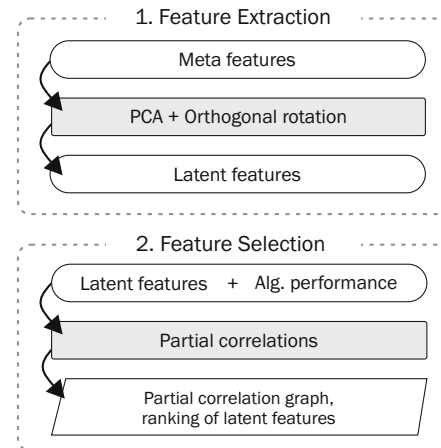 1. Feature Extraction
Meta features
PCA + Orthogonal rotation
Latent features
2. Feature Selection
Latent features + Alg. performance
Partial correlations
Partial correlation graph,
ranking of latent features